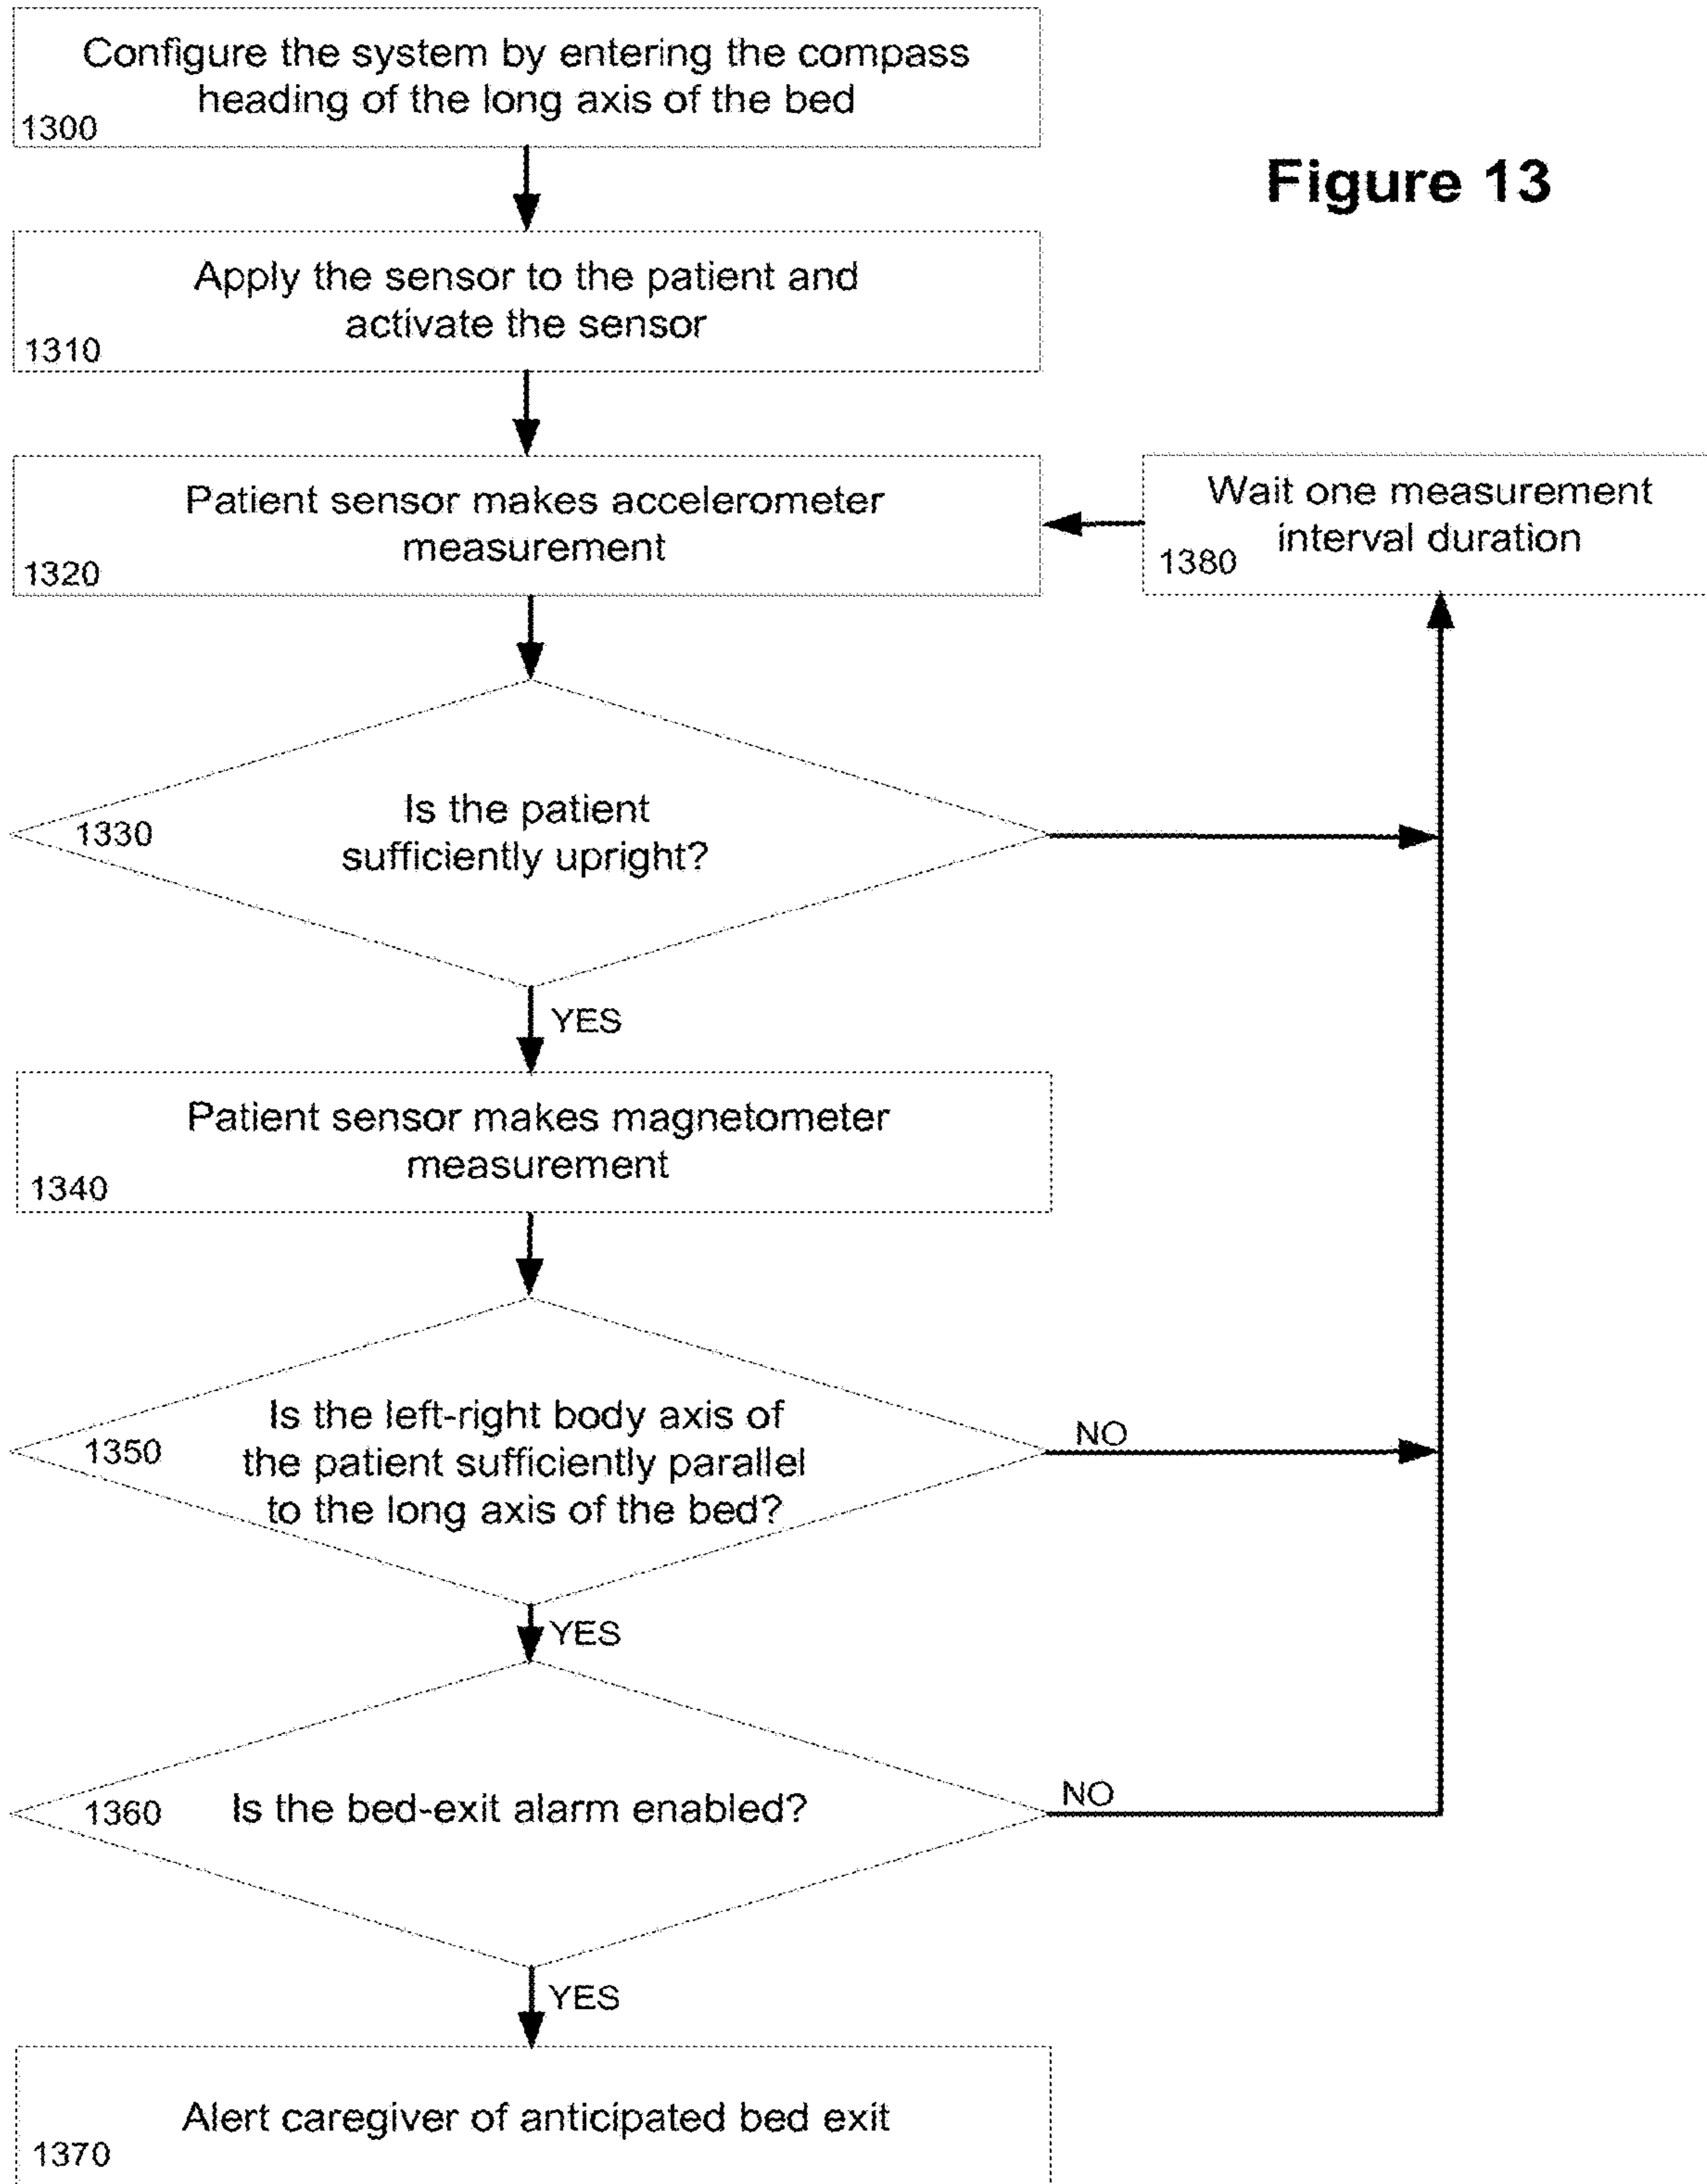 Configure the system by entering the compass
heading of the long axis of the bed
1300
Figure 13
Apply the sensor to the patient and
activate the sensor
1310
Patient sensor makes accelerometer
measurement
1320
Wait one measurement
interval duration
1380
Is the patient
sufficiently upright?
1330
YES
Patient sensor makes magnetometer
measurement
1340
Is the left-right body axis of
the patient sufficiently parallel
to the long axis of the bed?
1350
NO
YES
Is the bed-exit alarm enabled?
1360
NO
YES
Alert caregiver of anticipated bed exit
1370